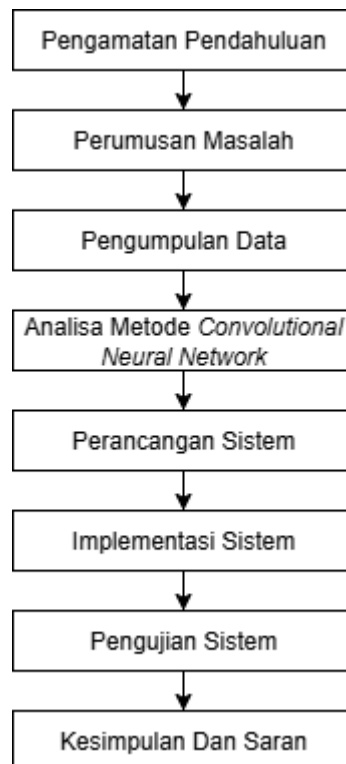 Pengamatan Pendahuluan
Perumusan Masalah
Pengumpulan Data
Analisa Metode Convolutional
Neural Network
Perancangan Sistem
Implementasi Sistem
Pengujian Sistem
Kesimpulan Dan Saran